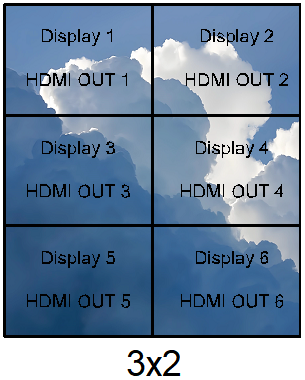 Display 1
HDMI OUT 1
Display 2
HDMI OUT 2
Display 3
HDMI OUT 3
Display 4
HDMI OUT 4
Display 5
HDMI OUT 5
Display 6
HDMI OUT 6
3x2